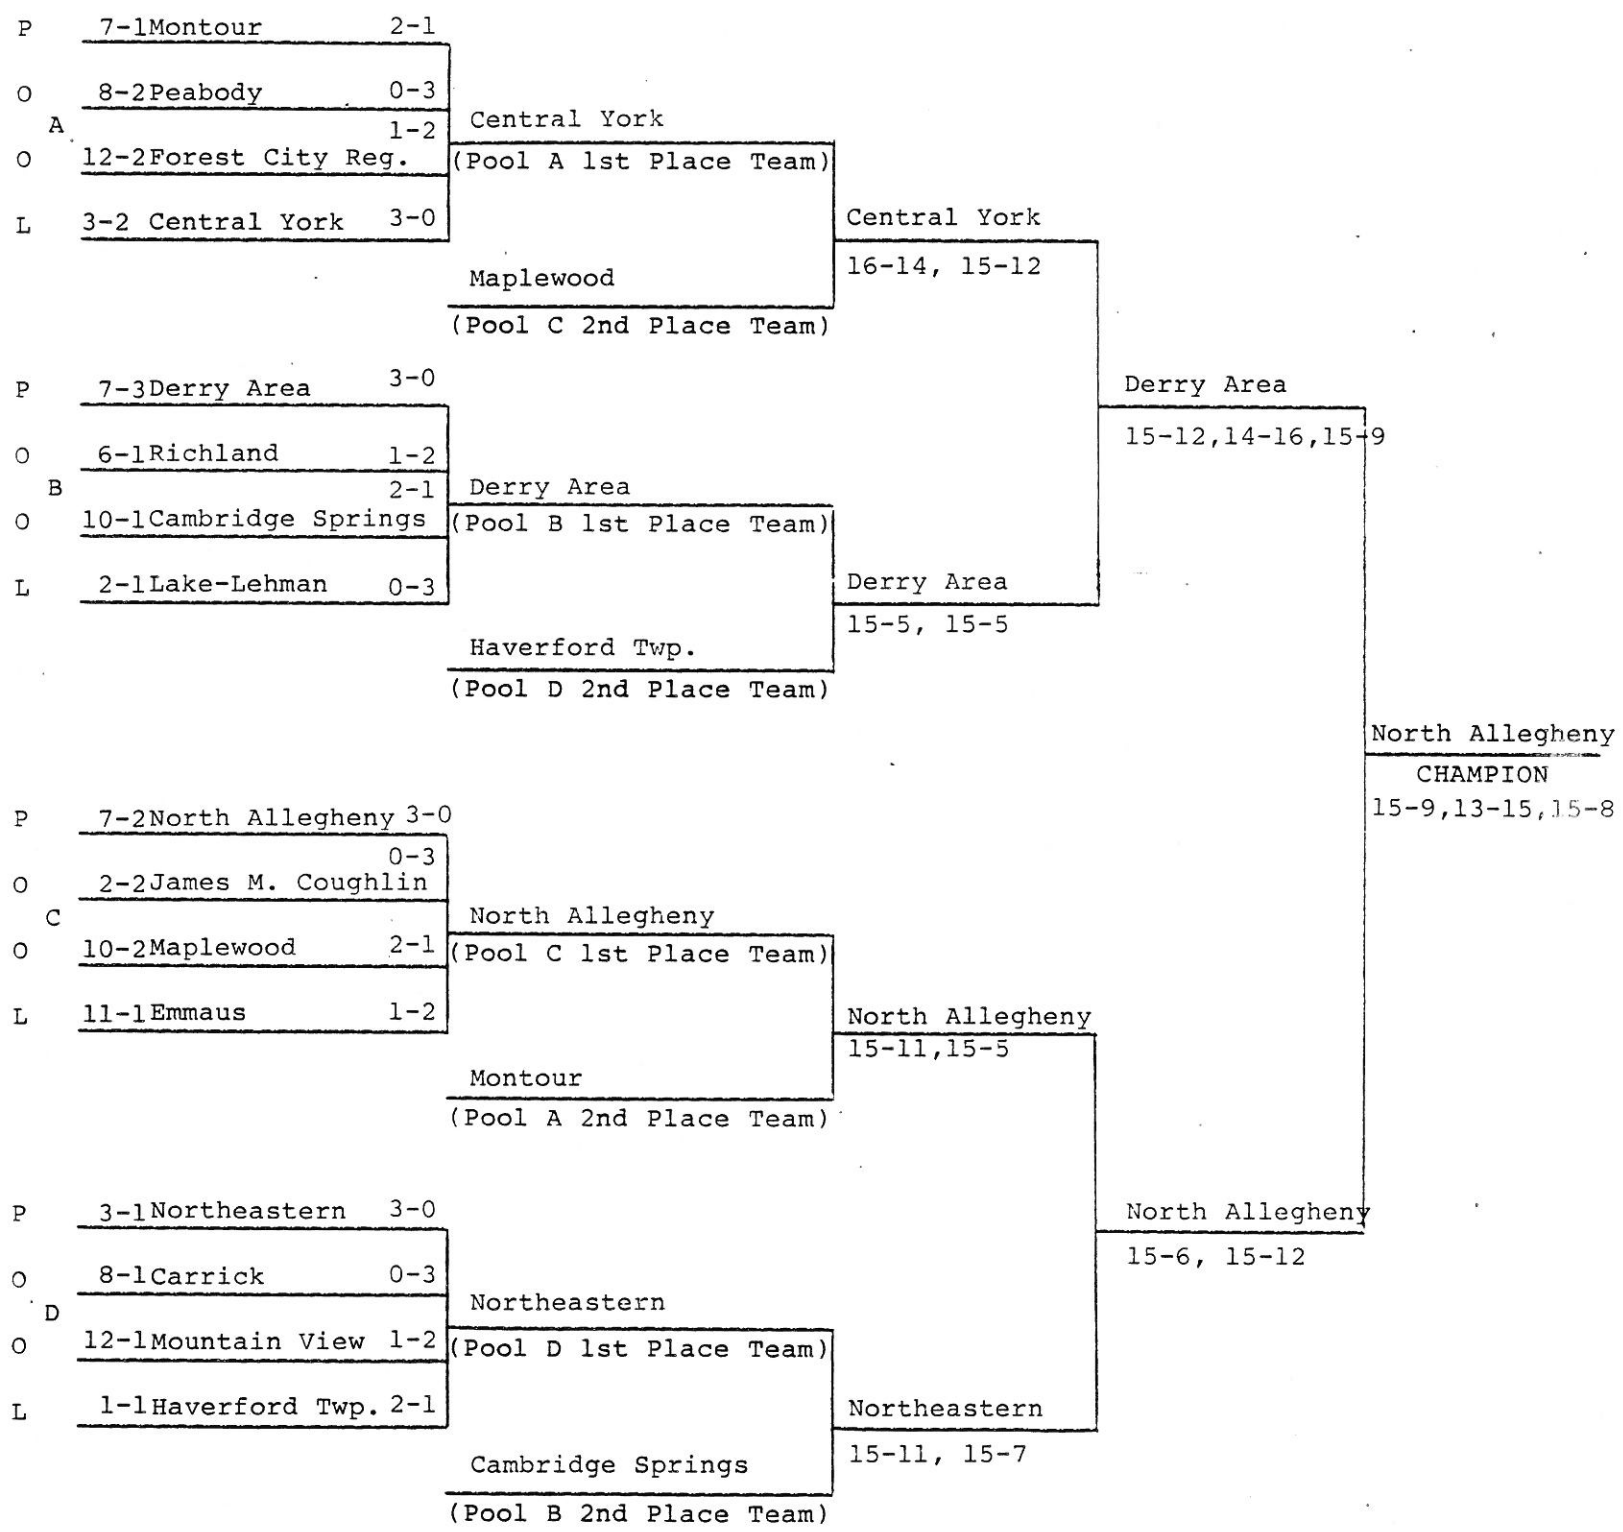 P 7-1Montour 2-1
O 8-2Peabody 0-3
A 1-2
O 12-2Forest City Reg.
L 3-2 Central York 3-0
Central York
(Pool A 1st Place Team)
Maplewood
(Pool C 2nd Place Team)
Central York
16-14, 15-12
P 7-3Derry Area 3-0
O 6-1Richland 1-2
B 2-1
O 10-1Cambridge Springs
L 2-1Lake-Lehman 0-3
Derry Area
(Pool B 1st Place Team)
Haverford Twp.
(Pool D 2nd Place Team)
Derry Area
15-5, 15-5
Derry Area
15-12,14-16,15-9
P 7-2North Allegheny 3-0
0-3
O 2-2James M. Coughlin
C
O 10-2Maplewood 2-1
L 11-1Emmaus 1-2
North Allegheny
(Pool C 1st Place Team)
Montour
(Pool A 2nd Place Team)
North Allegheny
15-11,15-5
P 3-1Northeastern 3-0
O 8-1Carrick 0-3
D
O 12-1Mountain View 1-2
L 1-1Haverford Twp. 2-1
Northeastern
(Pool D 1st Place Team)
Cambridge Springs
(Pool B 2nd Place Team)
Northeastern
15-11, 15-7
North Allegheny
15-6, 15-12
North Allegheny
CHAMPION
15-9,13-15,15-8